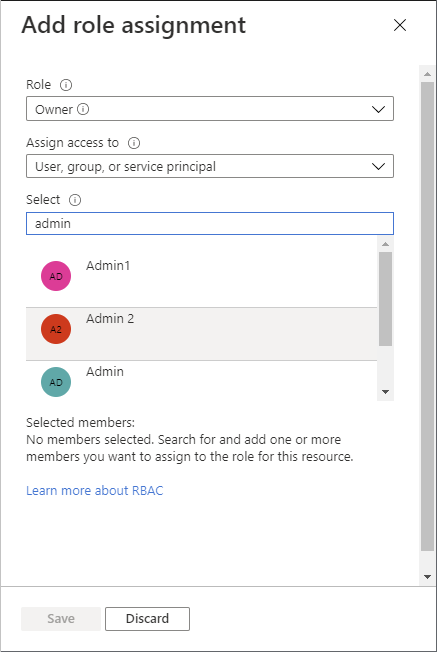 Add role assignment
Role
Owner
Assign access to
User, group, or service principal
Select
admin
AD Admin1
A2 Admin 2
AD Admin
Selected members:
No members selected. Search for and add one or more
members you want to assign to the role for this resource.
Learn more about RBAC
Save Discard